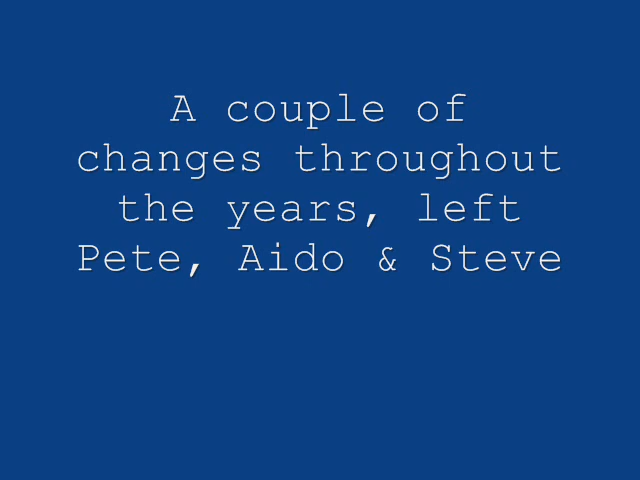 A couple of
changes throughout
the years, left
Pete, Aido & Steve